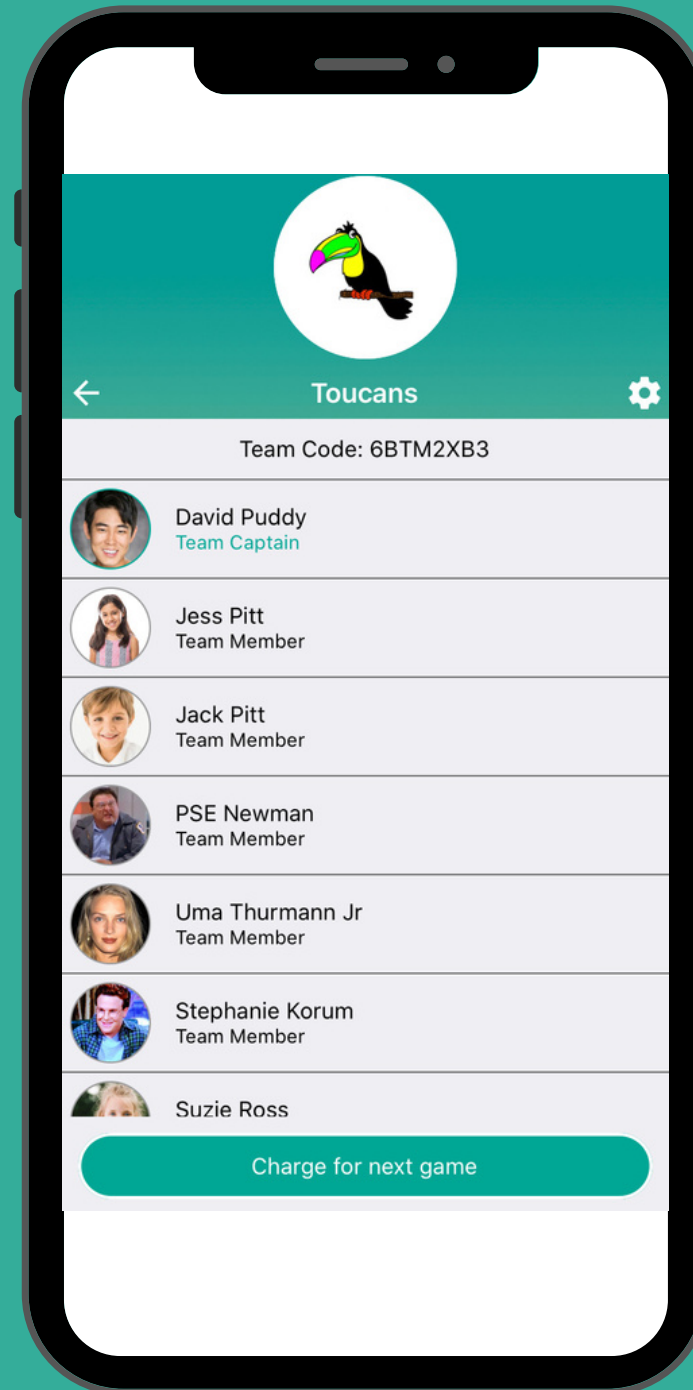 Toucans
Team Code: 6BTM2XB3
David Puddy
Team Captain
Jess Pitt
Team Member
Jack Pitt
Team Member
PSE Newman
Team Member
Uma Thurmann Jr
Team Member
Stephanie Korum
Team Member
Suzie Ross
Charge for next game